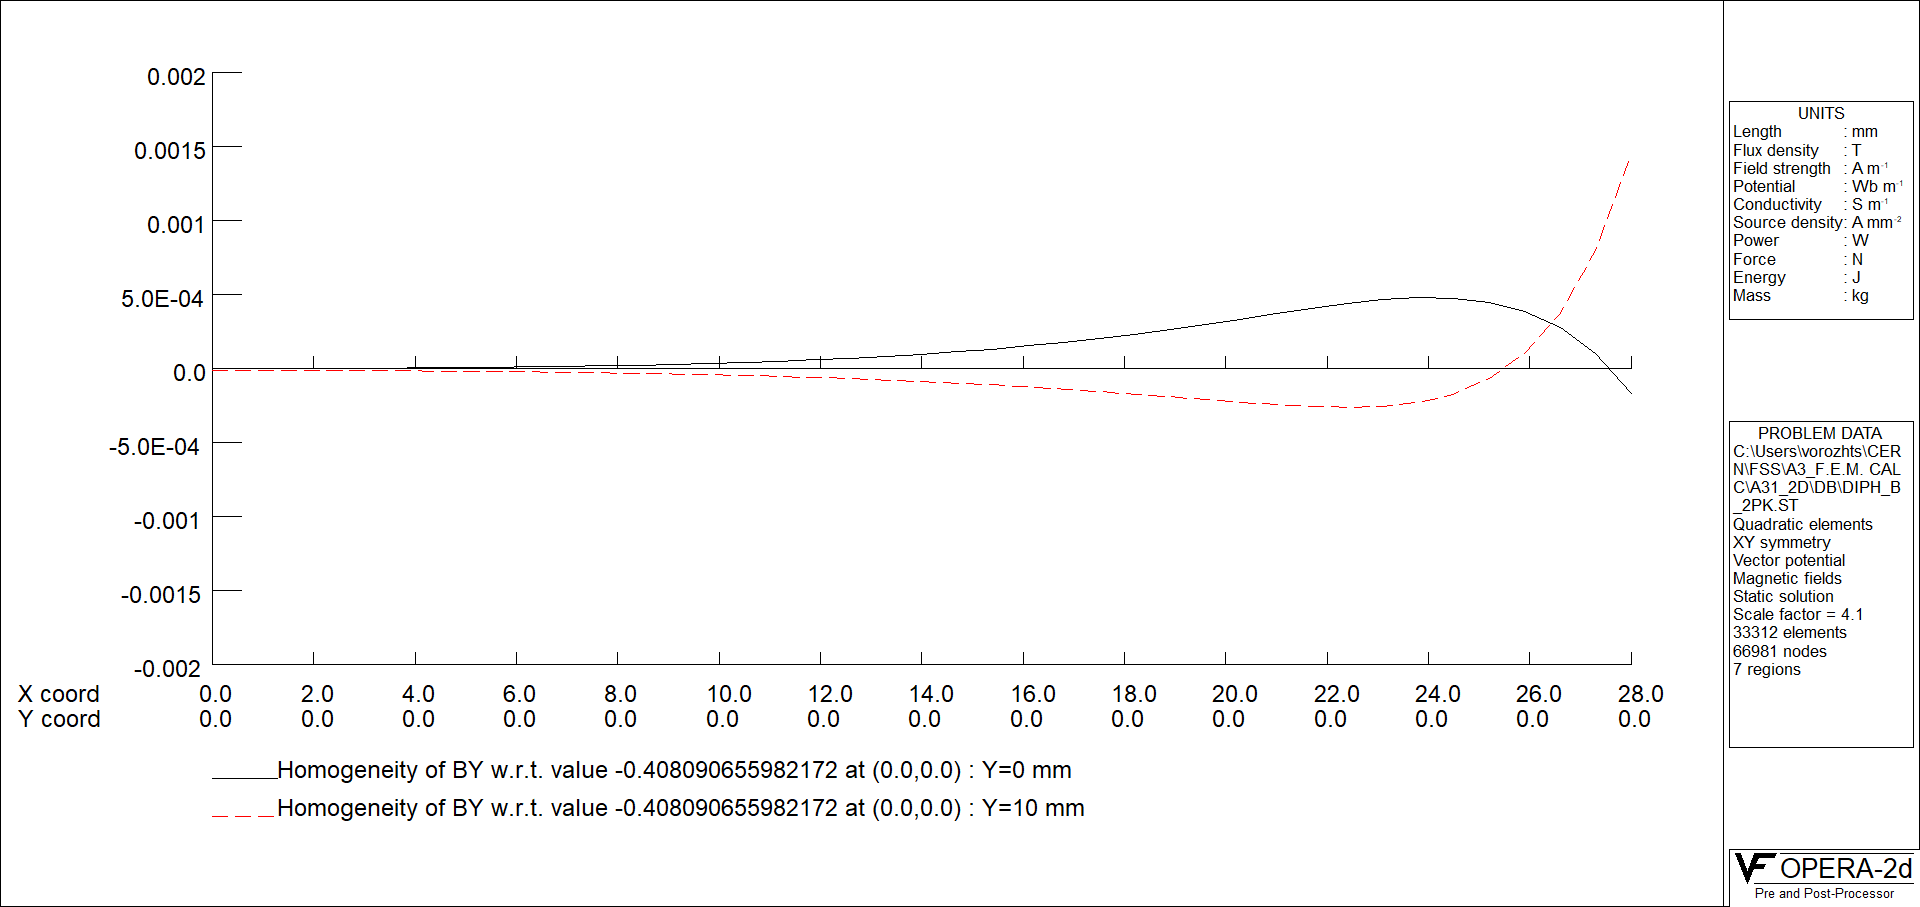 0.002
0.0015
0.001
5.0E-04
0.0
-5.0E-04
-0.001
-0.0015
-0.002
X coord 0.0 2.0 4.0 6.0 8.0 10.0 12.0 14.0 16.0 18.0 20.0 22.0 24.0 26.0 28.0
Y coord 0.0 0.0 0.0 0.0 0.0 0.0 0.0 0.0 0.0 0.0 0.0 0.0 0.0 0.0 0.0
Homogeneity of BY w.r.t. value -0.408090655982172 at (0.0,0.0) : Y=0 mm
Homogeneity of BY w.r.t. value -0.408090655982172 at (0.0,0.0) : Y=10 mm
UNITS
Length : mm
Flux density : T
Field strength : A m⁻¹
Potential : Wb m⁻¹
Conductivity : S m⁻¹
Source density: A mm⁻²
Power : W
Force : N
Energy : J
Mass : kg
PROBLEM DATA
C:\Users\vorozhts\CER
N\FSS\A3_F.E.M. CAL
C\A31_2D\DB\DIPH_B
_2PK.ST
Quadratic elements
XY symmetry
Vector potential
Magnetic fields
Static solution
Scale factor = 4.1
33312 elements
66981 nodes
7 regions
VF OPERA-2d
Pre and Post-Processor